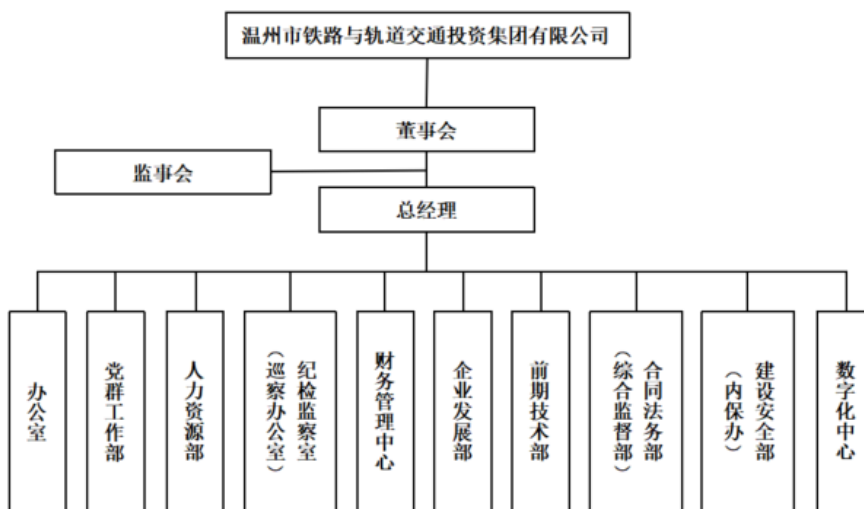 温州市铁路与轨道交通投资集团有限公司
董事会
监事会
总经理
办公室
党群工作部
人力资源部
纪检监察室
（巡察办公室）
财务管理中心
企业发展部
前期技术部
合同法务部
（综合监督部）
建设安全部
（内保办）
数字化中心